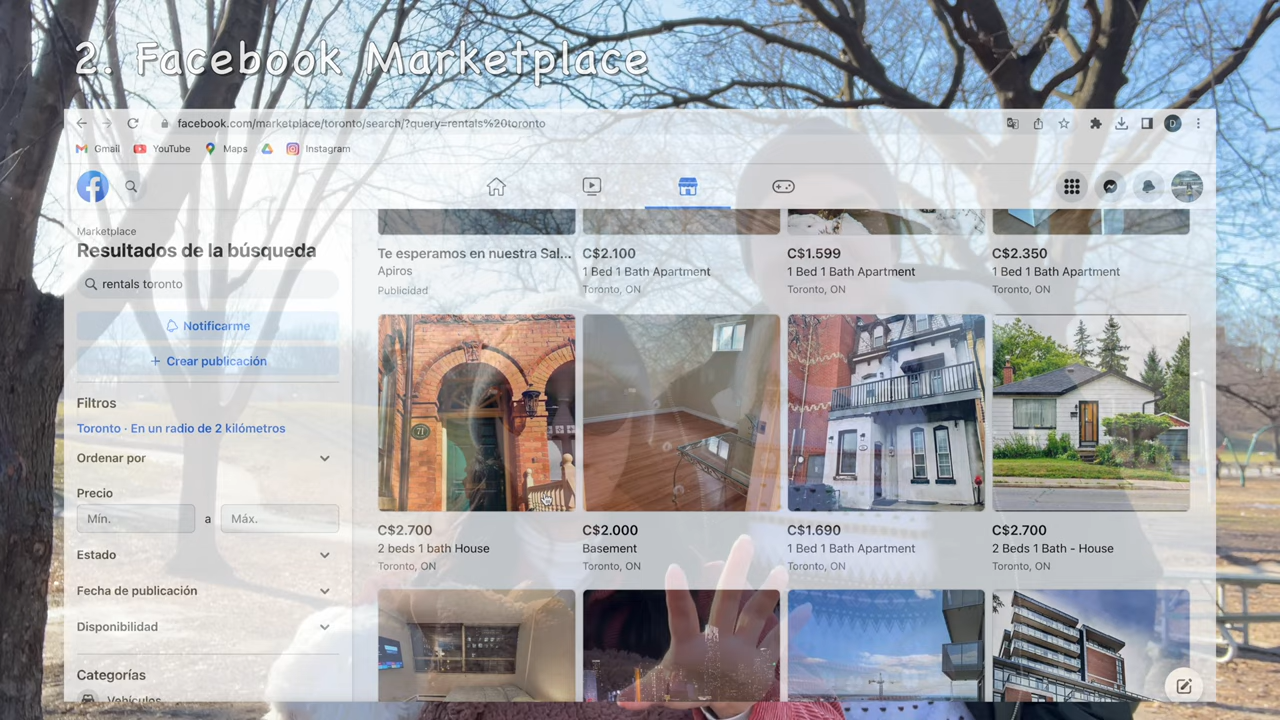 2. Facebook Marketplace
facebook.com/marketplace/toronto/search/?query=rentals%20toronto
D
Gmail
YouTube
Maps
Instagram
Marketplace
Resultados de la búsqueda
rentals toronto
Notificarme
+ Crear publicación
Filtros
Toronto · En un radio de 2 kilómetros
Ordenar por
Precio
Mín.
a
Máx.
Estado
Fecha de publicación
Disponibilidad
Categorías
Vehículos
Te esperamos en nuestra Sal...
Apiros
Publicidad
C$2.100
1 Bed 1 Bath Apartment
Toronto, ON
C$1.599
1 Bed 1 Bath Apartment
Toronto, ON
C$2.350
1 Bed 1 Bath Apartment
Toronto, ON
71
C$2.700
2 beds 1 bath House
Toronto, ON
C$2.000
Basement
Toronto, ON
C$1.690
1 Bed 1 Bath Apartment
Toronto, ON
C$2.700
2 Beds 1 Bath - House
Toronto, ON